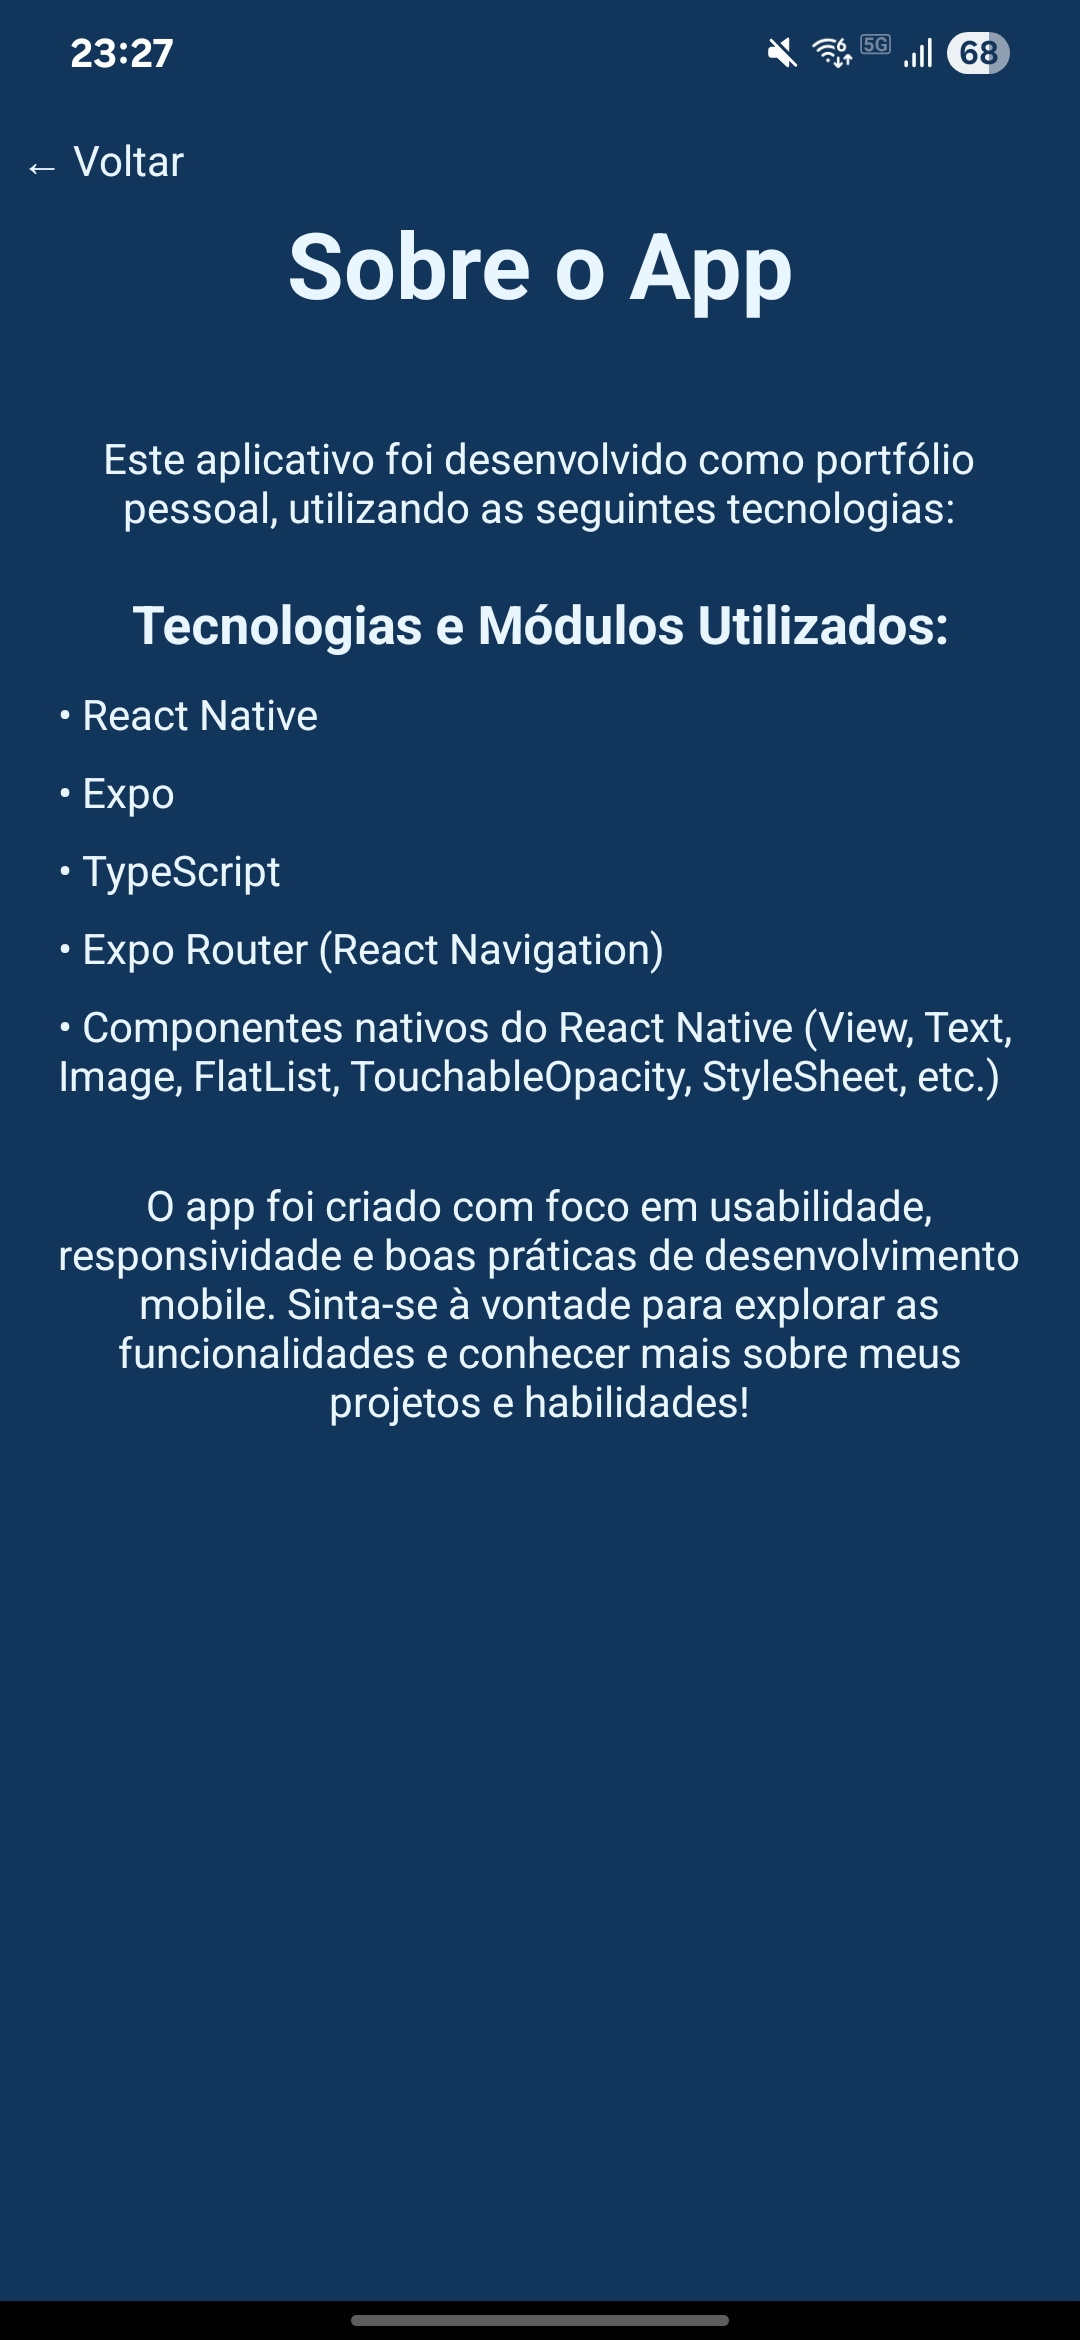 23:27
6 5G 68
← Voltar
Sobre o App
Este aplicativo foi desenvolvido como portfólio
pessoal, utilizando as seguintes tecnologias:
Tecnologias e Módulos Utilizados:
• React Native
• Expo
• TypeScript
• Expo Router (React Navigation)
• Componentes nativos do React Native (View, Text,
Image, FlatList, TouchableOpacity, StyleSheet, etc.)
O app foi criado com foco em usabilidade,
responsividade e boas práticas de desenvolvimento
mobile. Sinta-se à vontade para explorar as
funcionalidades e conhecer mais sobre meus
projetos e habilidades!